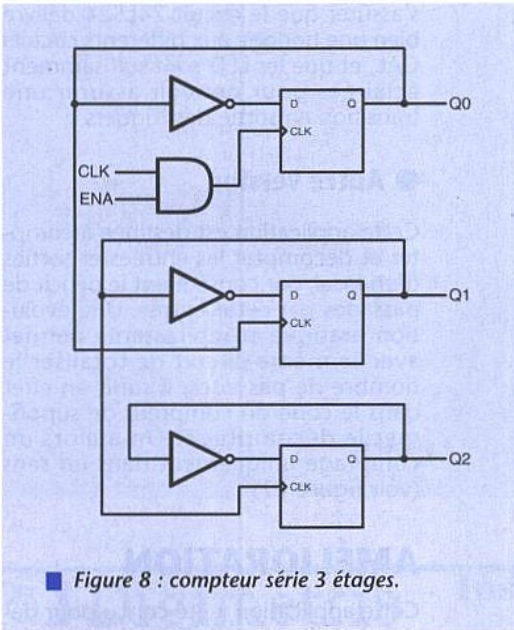 D Q Q0
CLK
CLK
ENA
D Q Q1
CLK
D Q Q2
CLK
Figure 8 : compteur série 3 étages.